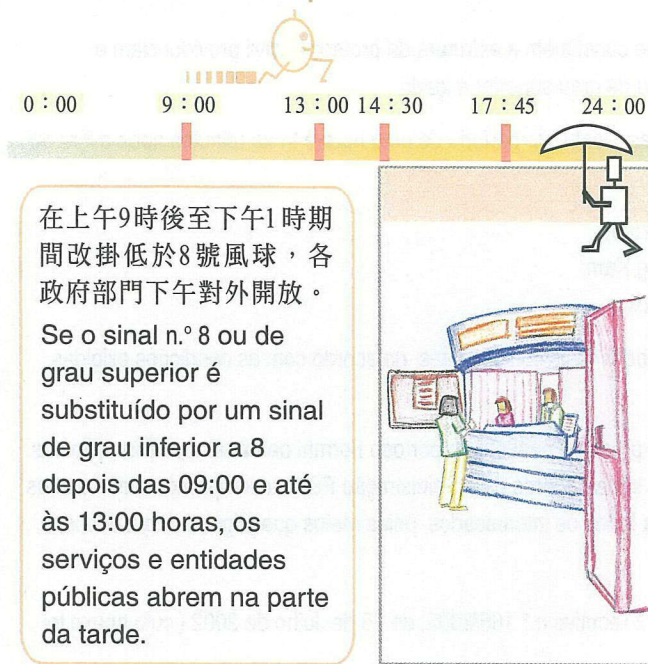 0：00 9：00 13：00 14：30 17：45 24：00
在上午9時後至下午1時期
間改掛低於8號風球，各
政府部門下午對外開放。
Se o sinal n.º 8 ou de
grau superior é
substituído por um sinal
de grau inferior a 8
depois das 09:00 e até
às 13:00 horas, os
serviços e entidades
públicas abrem na parte
da tarde.